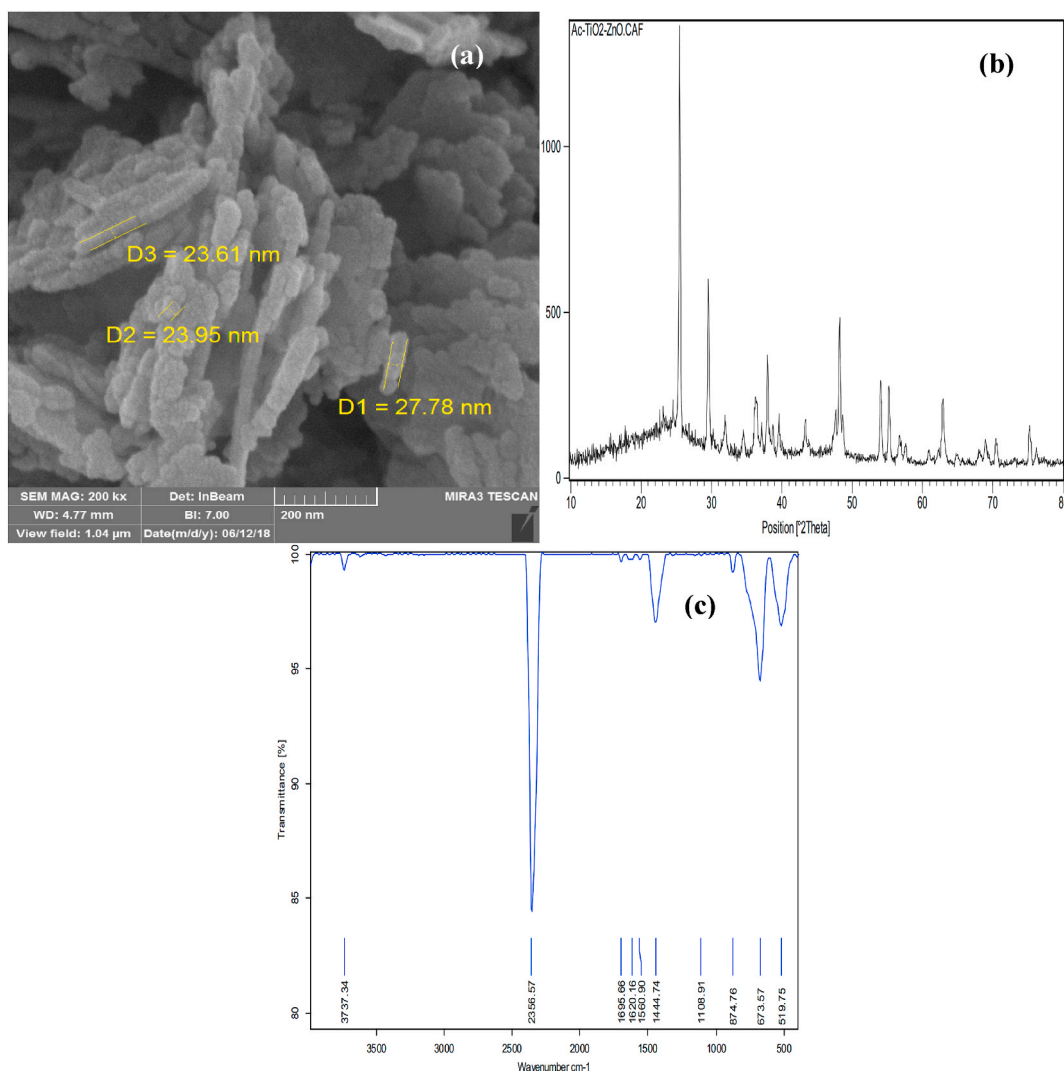 (a)
D3 = 23.61 nm
D2 = 23.95 nm
D1 = 27.78 nm
SEM MAG: 200 kx
Det: InBeam
MIRA3 TESCAN
WD: 4.77 mm
BI: 7.00
200 nm
View field: 1.04 µm
Date(m/d/y): 06/12/18
Ac-TiO2-ZnO.CAF
(b)
1000
500
0
10
20
30
40
50
60
70
80
Position [°2Theta]
(c)
100
95
90
85
80
Transmittance [%]
3737.34
2356.57
1695.66
1620.16
1560.90
1444.74
1108.91
874.76
673.57
519.75
3500
3000
2500
2000
1500
1000
500
Wavenumber cm-1